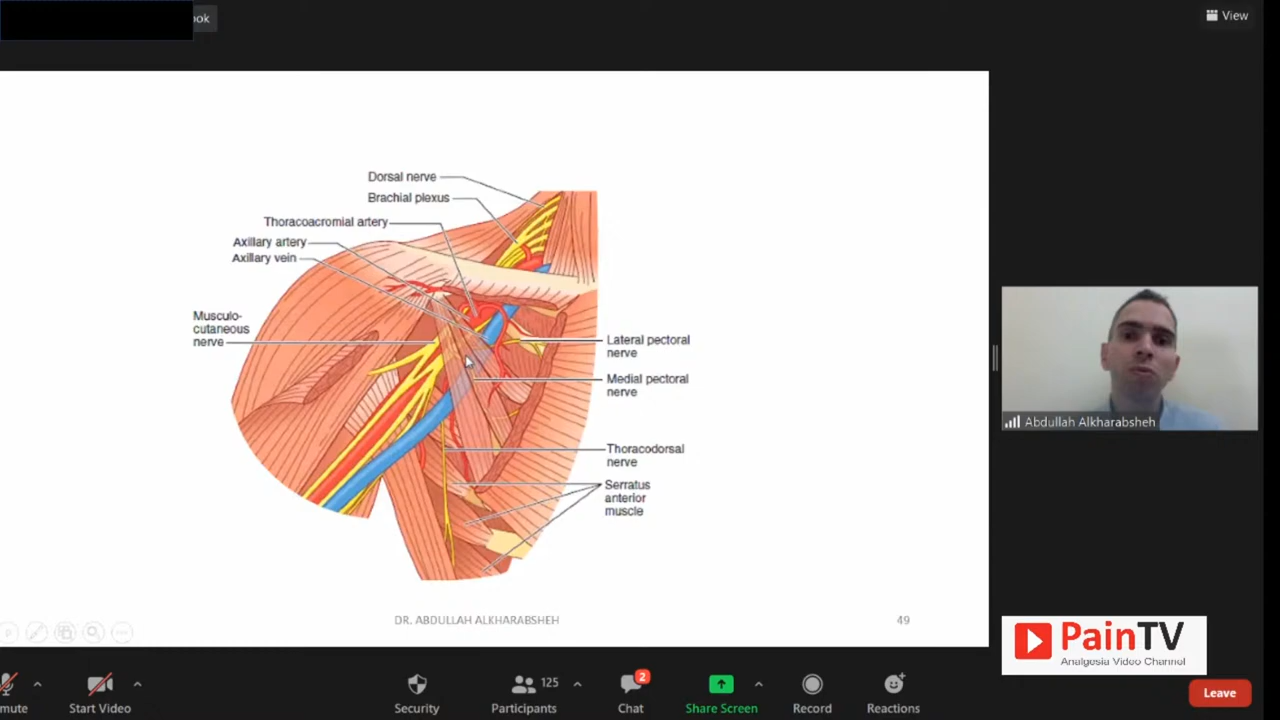 ook
View
Dorsal nerve
Brachial plexus
Thoracoacromial artery
Axillary artery
Axillary vein
Musculo-
cutaneous
nerve
Lateral pectoral
nerve
Medial pectoral
nerve
Thoracodorsal
nerve
Serratus
anterior
muscle
DR. ABDULLAH ALKHARABSHEH
49
Abdullah Alkharabsheh
PainTV
Analgesia Video Channel
mute
Start Video
Security
125
Participants
2
Chat
Share Screen
Record
Reactions
Leave